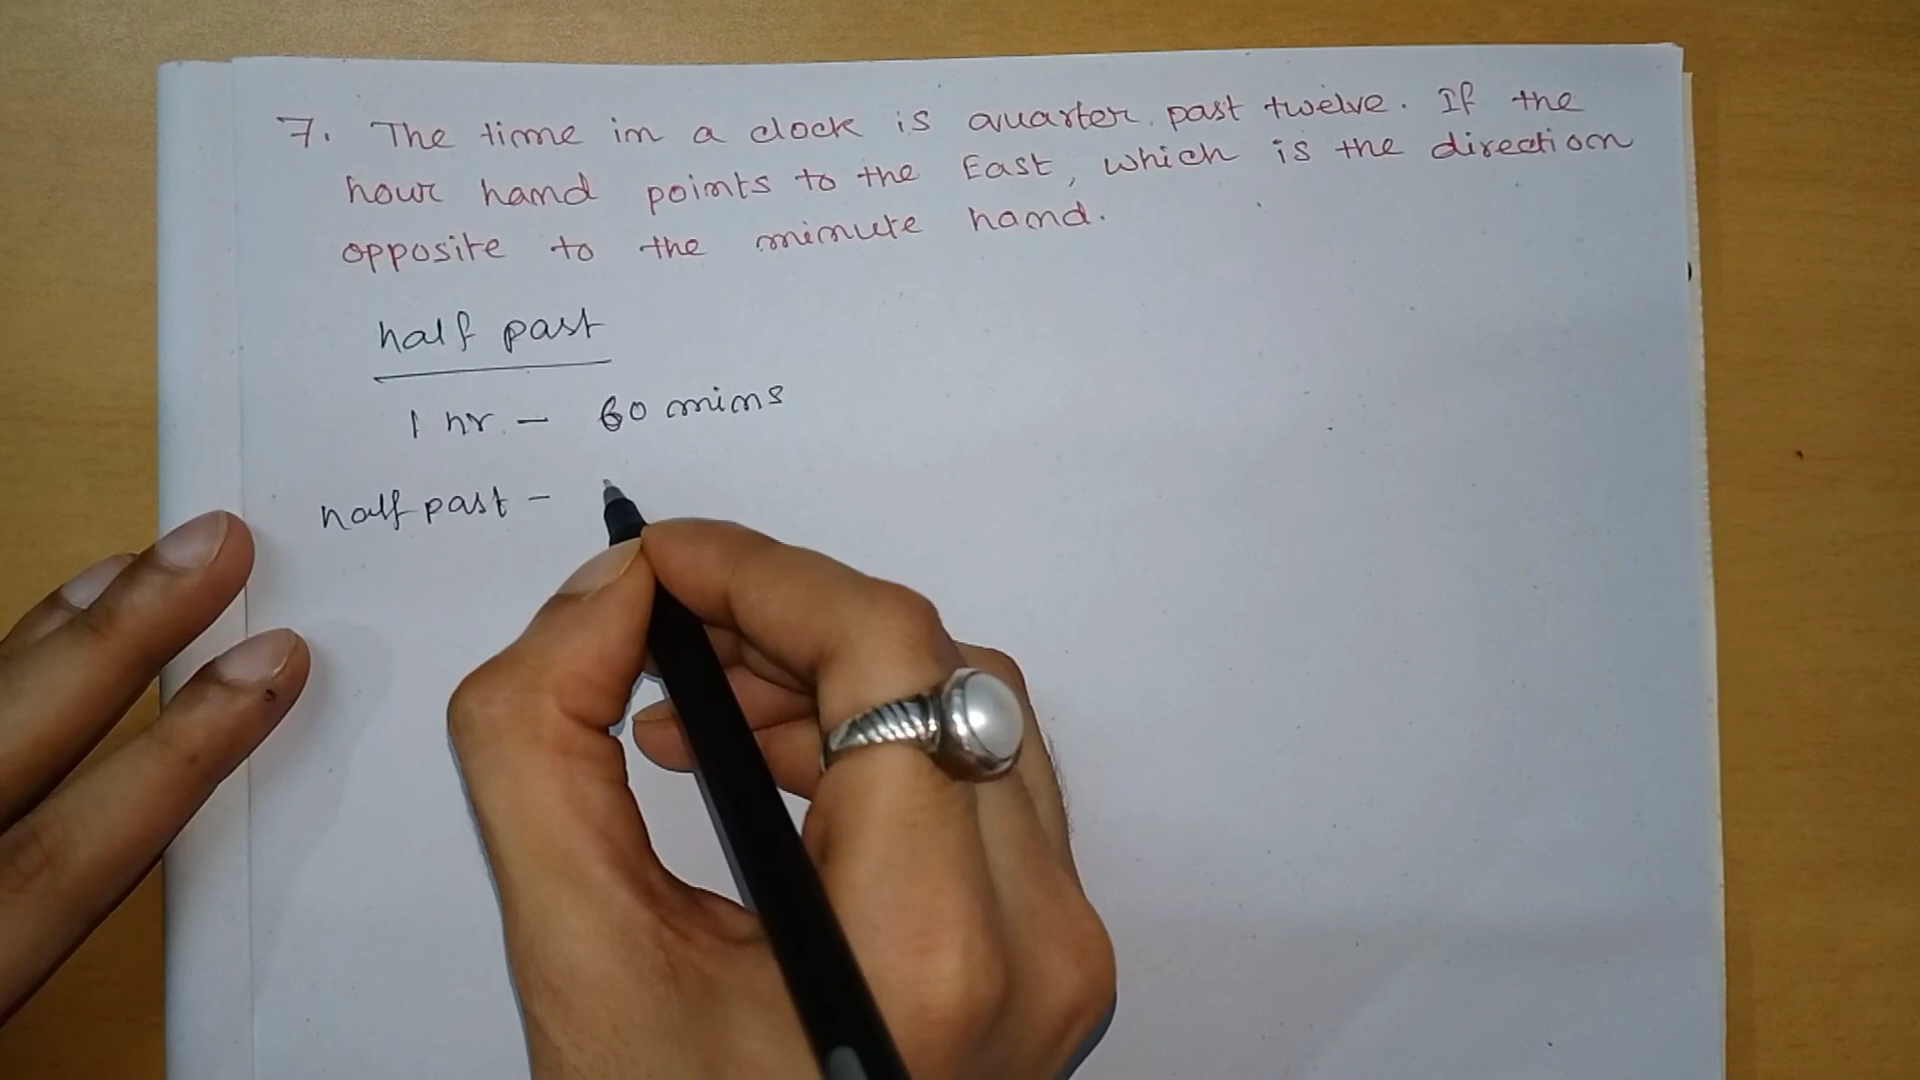 7. The time in a clock is quarter past twelve. If the
hour hand points to the East, which is the direction
opposite to the minute hand.
half past
1 hr. - 60 mins
half past -